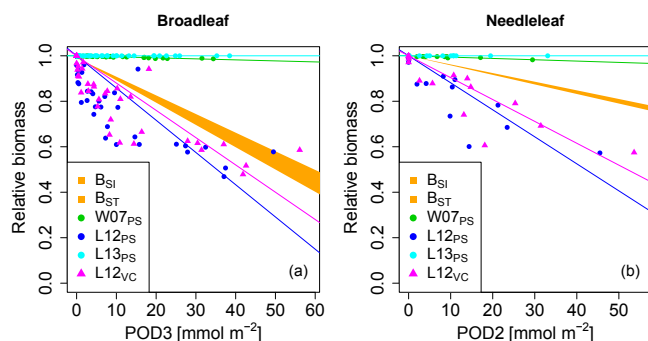 Broadleaf
Relative biomass
1.0
0.8
0.6
0.4
0.2
0.0
B_SI
B_ST
W07_PS
L12_PS
L13_PS
L12_VC
(a)
0 10 20 30 40 50 60
POD3 [mmol m⁻²]
Needleleaf
Relative biomass
1.0
0.8
0.6
0.4
0.2
0.0
B_SI
B_ST
W07_PS
L12_PS
L13_PS
L12_VC
(b)
0 10 20 30 40 50
POD2 [mmol m⁻²]